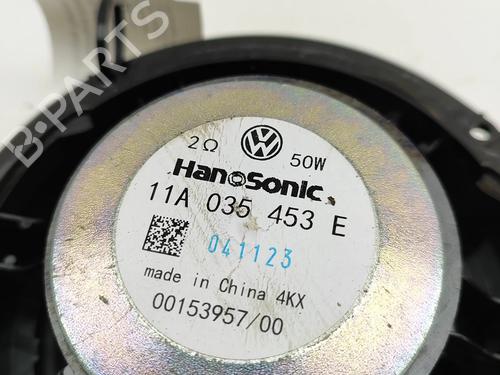 B-PARTS
2Ω 50W
HanoSonic
11A 035 453 E
041123
made in China 4KX
00153957/00